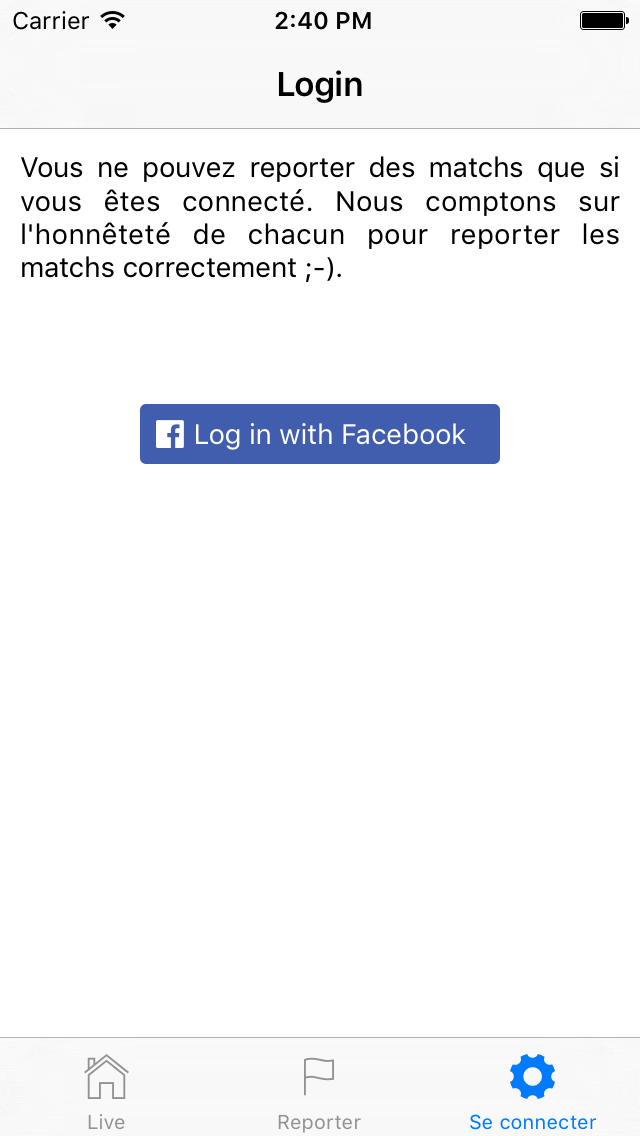 Carrier 2:40 PM
Login
Vous ne pouvez reporter des matchs que si
vous êtes connecté. Nous comptons sur
l'honnêteté de chacun pour reporter les
matchs correctement ;-).
Log in with Facebook
Live Reporter Se connecter